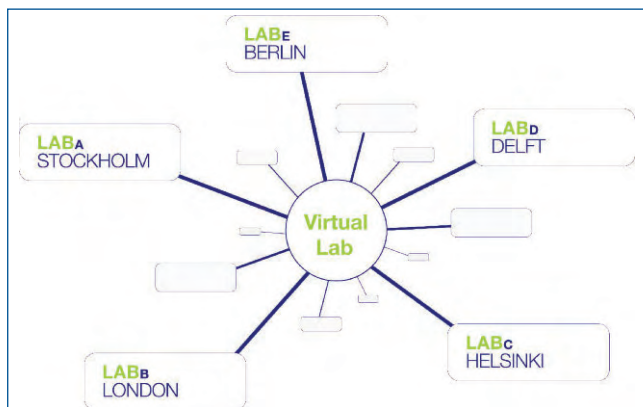 LABE
BERLIN
LABA
STOCKHOLM
LABD
DELFT
Virtual
Lab
LABB
LONDON
LABC
HELSINKI